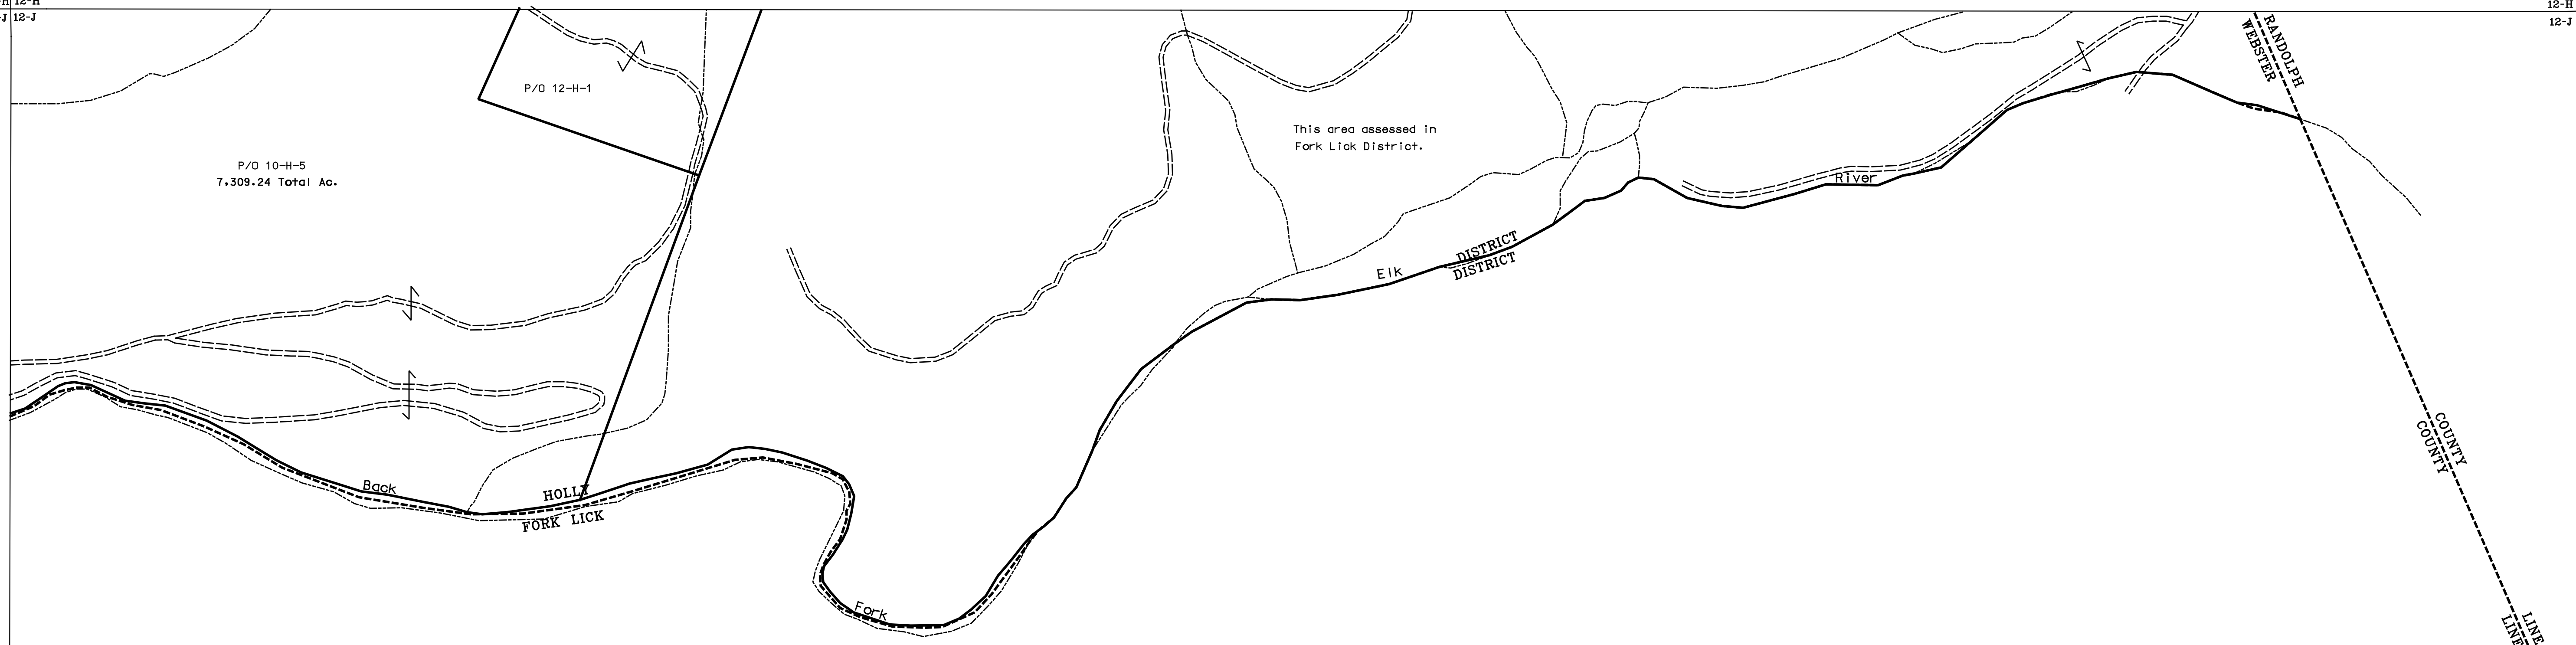 12-H
12-J
12-H
12-J
P/O 12-H-1
P/O 10-H-5
7,309.24 Total Ac.
This area assessed in
Fork Lick District.
RANDOLPH
WEBSTER
River
Elk
DISTRICT
DISTRICT
Back
HOLLY
FORK LICK
Fork
COUNTY
COUNTY
LINE
LINE